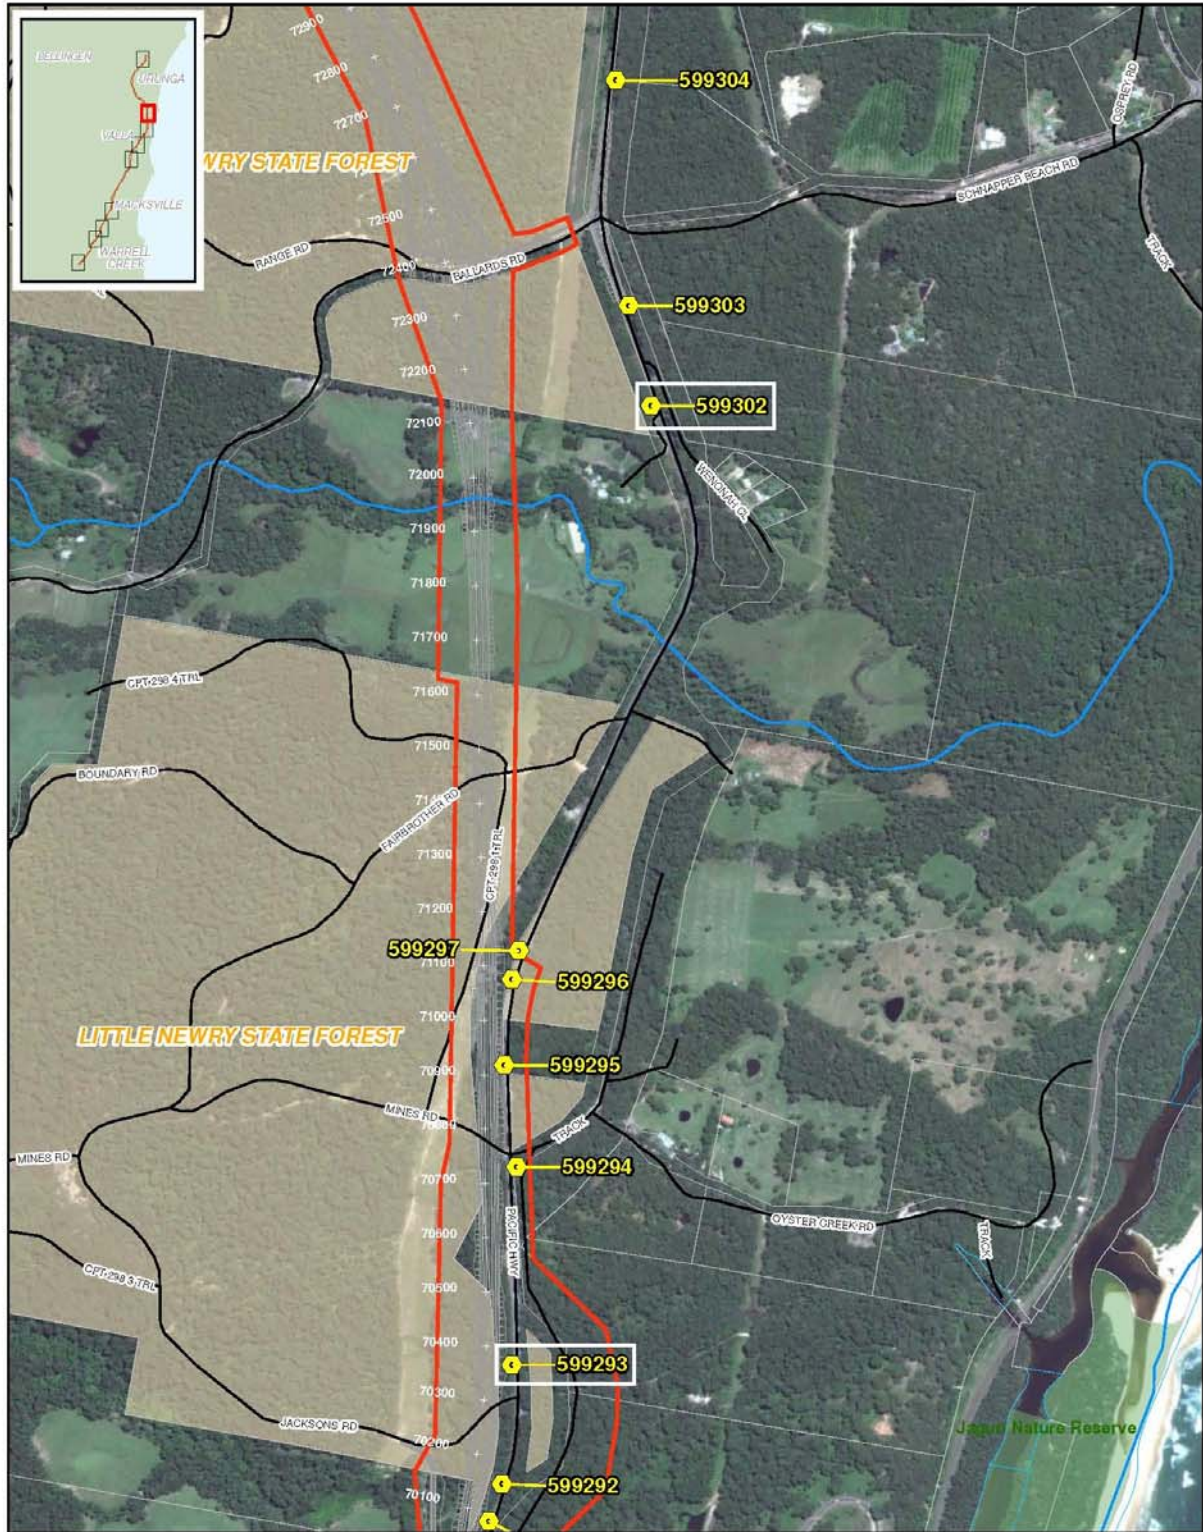 BELLINGEN
URUNGA
VALLA
MACKSVILLE
WARRELL
CREEK
72900
72800
72700
WRY STATE FOREST
72500
RANGE RD
72400
BALLARDS RD
72300
72200
72100
72000
71900
71800
71700
71600
71500
71300
71200
71100
71000
70900
70700
70600
70500
70400
70300
70200
70100
599304
OSPREY RD
SCHNAPPER BEACH RD
TRACK
599303
599302
WENONAH CL
CPT 298 4 TRL
BOUNDARY RD
FAIRBROTHER RD
CPT 298 1 TRL
599297
599296
LITTLE NEWRY STATE FOREST
599295
MINES RD
TRACK
MINES RD
599294
OYSTER CREEK RD
TRACK
PACIFIC HWY
CPT 298 3 TRL
599293
JACKSONS RD
Jagun Nature Reserve
599292